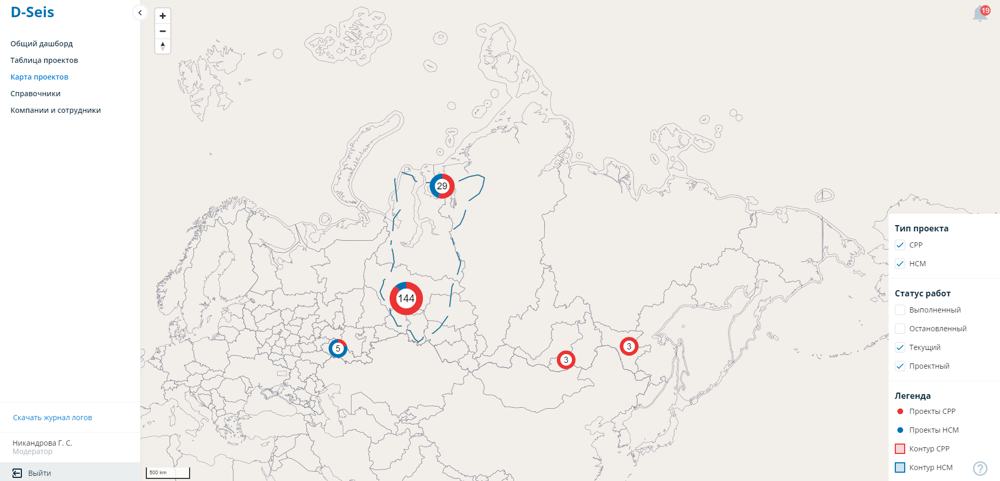 D-Seis
Общий дашборд
Таблица проектов
Карта проектов
Справочники
Компании и сотрудники
Скачать журнал логов
Никандрова Г. С.
Модератор
Выйти
19
29
144
5
3
3
500 km
Тип проекта
СРР
НСМ
Статус работ
Выполненный
Остановленный
Текущий
Проектный
Легенда
Проекты СРР
Проекты НСМ
Контур СРР
Контур НСМ
?